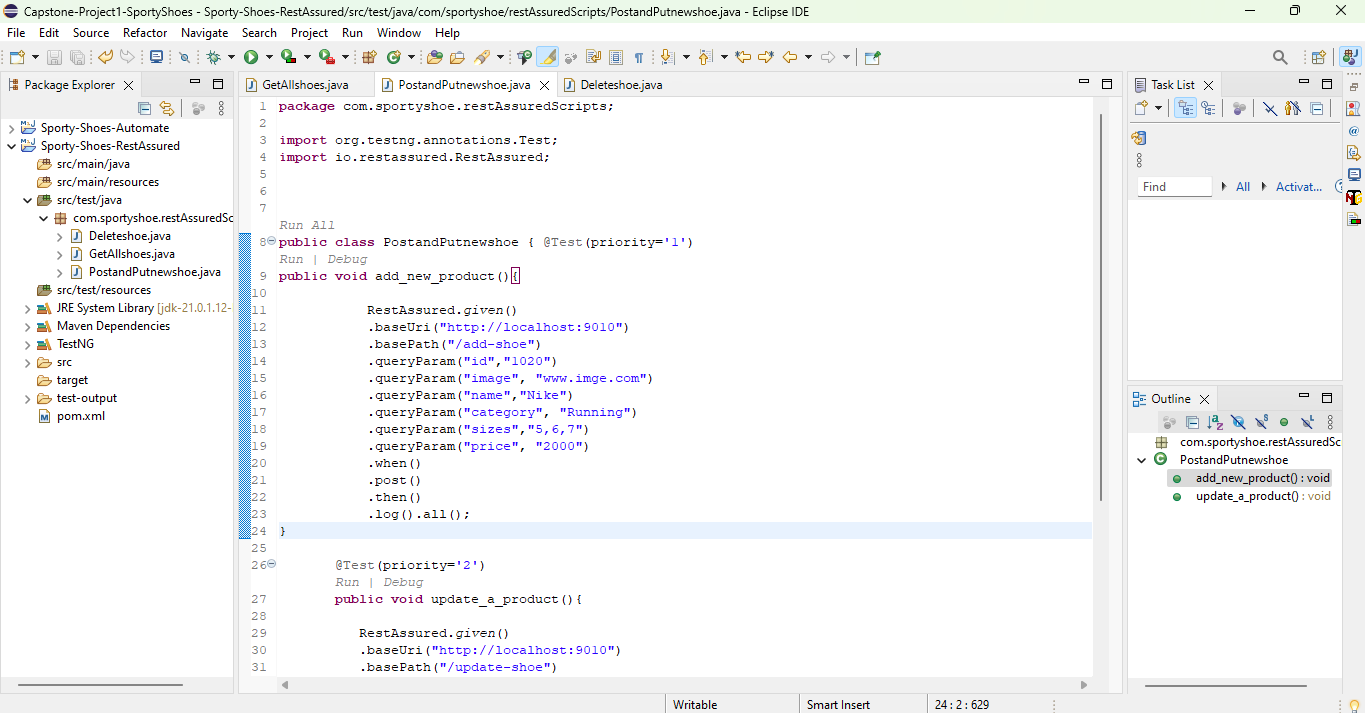 Capstone-Project1-SportyShoes - Sporty-Shoes-RestAssured/src/test/java/com/sportyshoe/restAssuredScripts/PostandPutnewshoe.java - Eclipse IDE
File Edit Source Refactor Navigate Search Project Run Window Help
Package Explorer
Sporty-Shoes-Automate
Sporty-Shoes-RestAssured
src/main/java
src/main/resources
src/test/java
com.sportyshoe.restAssuredSc
Deleteshoe.java
GetAllshoes.java
PostandPutnewshoe.java
src/test/resources
JRE System Library [jdk-21.0.1.12-
Maven Dependencies
TestNG
src
target
test-output
pom.xml
GetAllshoes.java PostandPutnewshoe.java Deleteshoe.java
1 package com.sportyshoe.restAssuredScripts;
2
3 import org.testng.annotations.Test;
4 import io.restassured.RestAssured;
5
6
7
Run All
8 public class PostandPutnewshoe { @Test(priority='1')
Run | Debug
9 public void add_new_product(){
10
11 RestAssured.given()
12 .baseUri("http://localhost:9010")
13 .basePath("/add-shoe")
14 .queryParam("id","1020")
15 .queryParam("image", "www.imge.com")
16 .queryParam("name","Nike")
17 .queryParam("category", "Running")
18 .queryParam("sizes","5,6,7")
19 .queryParam("price", "2000")
20 .when()
21 .post()
22 .then()
23 .log().all();
24 }
25
26 @Test(priority='2')
Run | Debug
27 public void update_a_product(){
28
29 RestAssured.given()
30 .baseUri("http://localhost:9010")
31 .basePath("/update-shoe")
Task List
Find All Activat...
Outline
com.sportyshoe.restAssuredSc
PostandPutnewshoe
add_new_product() : void
update_a_product() : void
Writable Smart Insert 24 : 2 : 629